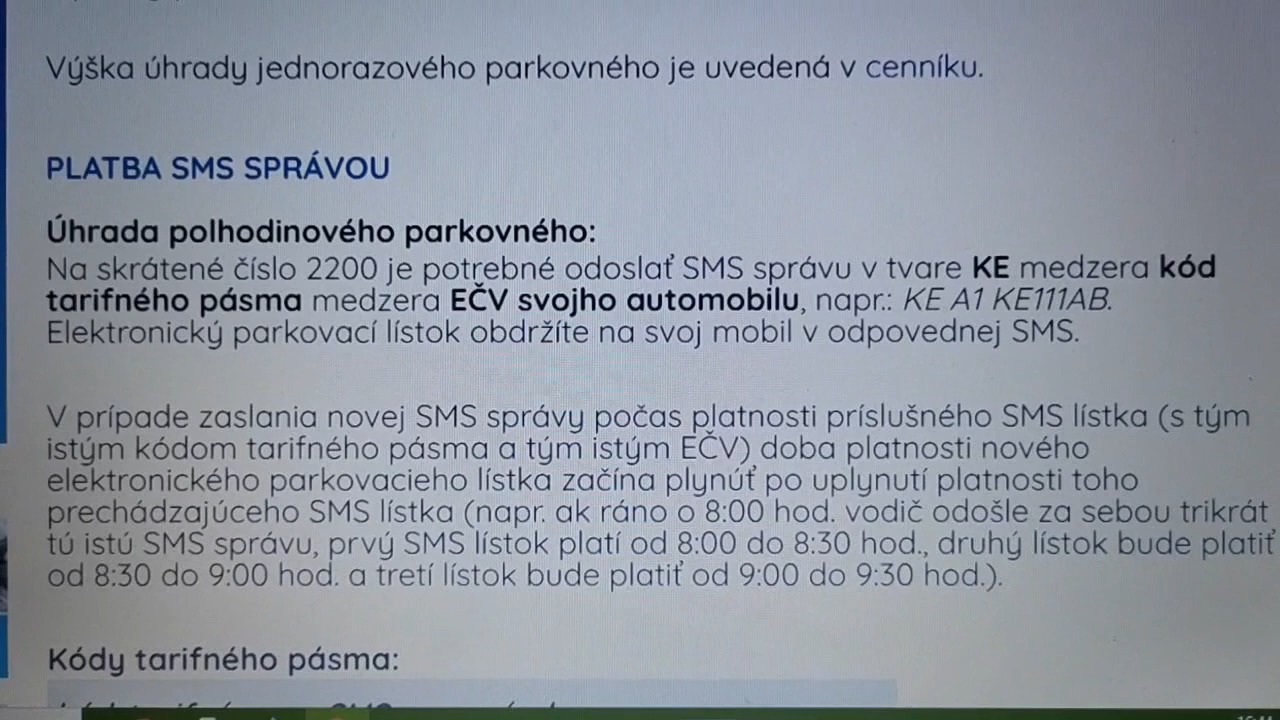 Výška úhrady jednorazového parkovného je uvedená v cenníku.
PLATBA SMS SPRÁVOU
Úhrada polhodinového parkovného:
Na skrátené číslo 2200 je potrebné odoslať SMS správu v tvare KE medzera kód
tarifného pásma medzera EČV svojho automobilu, napr.: KE A1 KE111AB.
Elektronický parkovací lístok obdržíte na svoj mobil v odpovednej SMS.
V prípade zaslania novej SMS správy počas platnosti príslušného SMS lístka (s tým
istým kódom tarifného pásma a tým istým EČV) doba platnosti nového
elektronického parkovacieho lístka začína plynúť po uplynutí platnosti toho
prechádzajúceho SMS lístka (napr. ak ráno o 8:00 hod. vodič odošle za sebou trikrát
tú istú SMS správu, prvý SMS lístok platí od 8:00 do 8:30 hod., druhý lístok bude platiť
od 8:30 do 9:00 hod. a tretí lístok bude platiť od 9:00 do 9:30 hod.).
Kódy tarifného pásma: